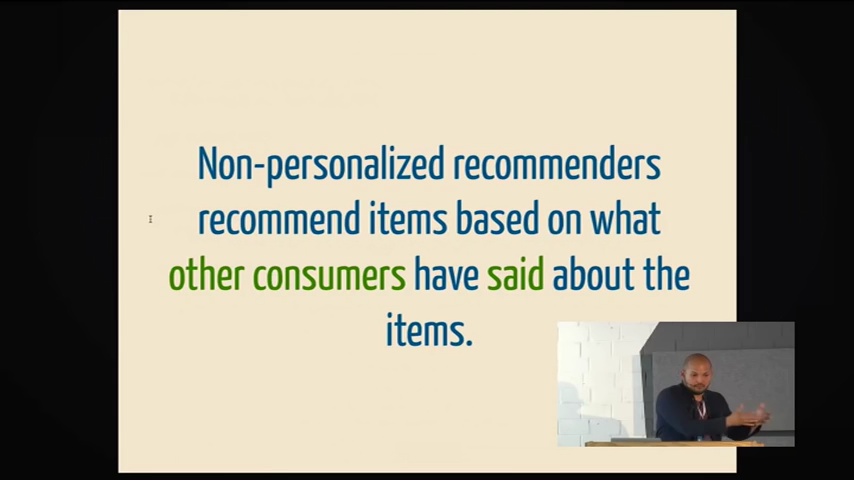 Non-personalized recommenders
recommend items based on what
other consumers have said about the
items.